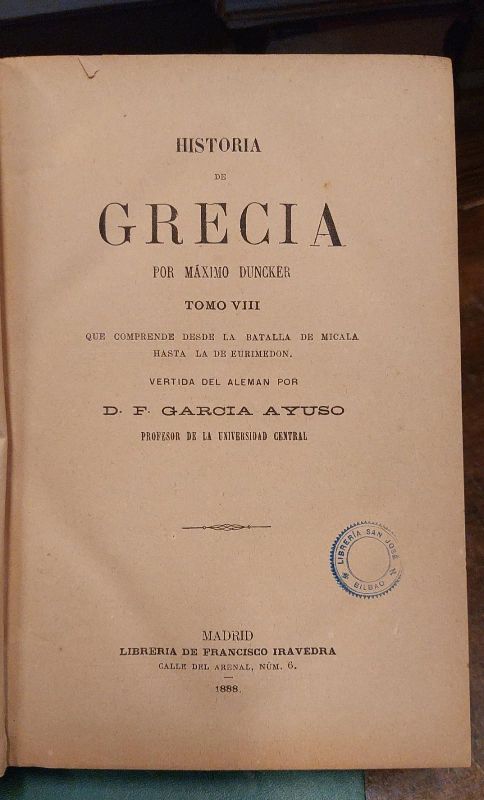 HISTORIA
DE
GRECIA
POR MÁXIMO DUNCKER
TOMO VIII
QUE COMPRENDE DESDE LA BATALLA DE MICALA
HASTA LA DE EURIMEDON.
VERTIDA DEL ALEMAN POR
D. F. GARCIA AYUSO
PROFESOR DE LA UNIVERSIDAD CENTRAL
LIBRERÍA SAN JOSÉ
BILBAO
MADRID
LIBRERIA DE FRANCISCO IRAVEDRA
CALLE DEL ARENAL, NÚM. 6.
1888.